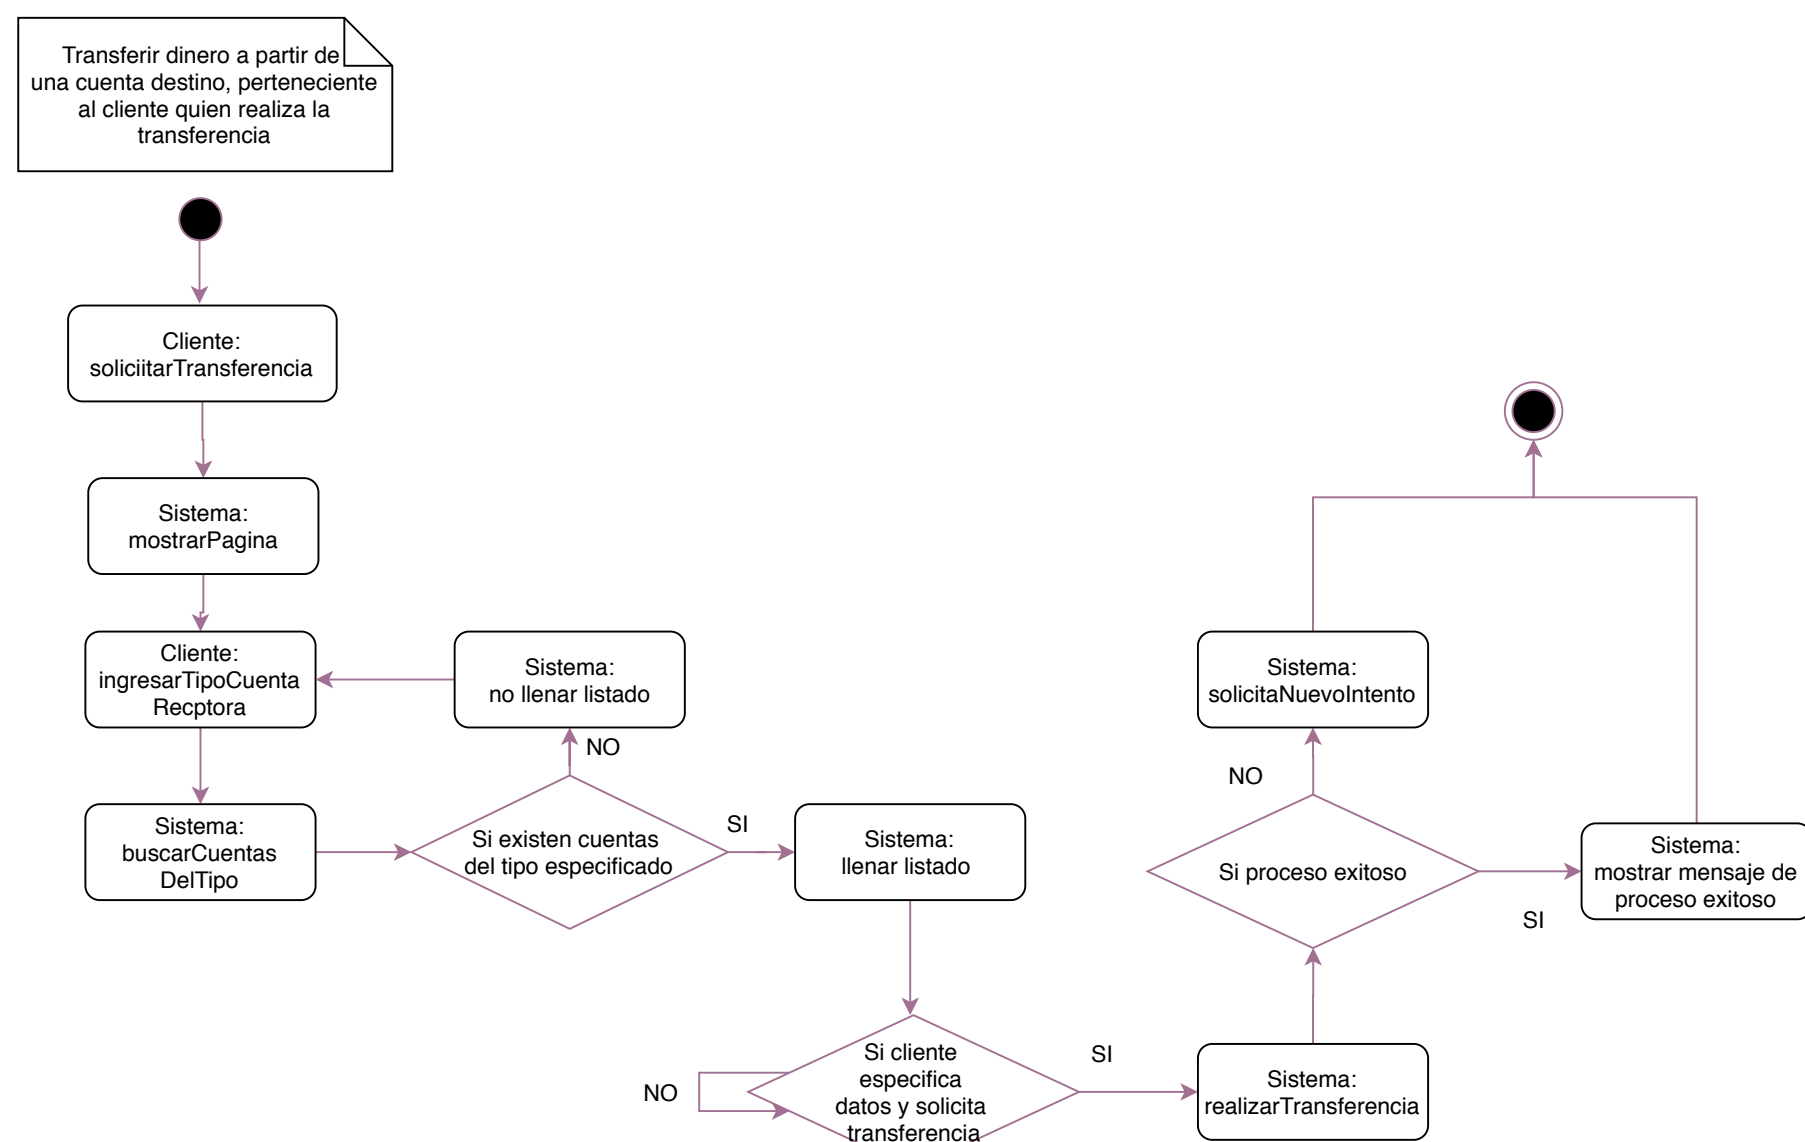 Transferir dinero a partir de
una cuenta destino, perteneciente
al cliente quien realiza la
transferencia
Cliente:
soliciitarTransferencia
Sistema:
mostrarPagina
Cliente:
ingresarTipoCuenta
Recptora
Sistema:
no llenar listado
NO
Sistema:
buscarCuentas
DelTipo
Si existen cuentas
del tipo especificado
SI
Sistema:
llenar listado
Si cliente
especifica
datos y solicita
transferencia
NO
SI
Sistema:
realizarTransferencia
Si proceso exitoso
NO
SI
Sistema:
solicitaNuevoIntento
Sistema:
mostrar mensaje de
proceso exitoso